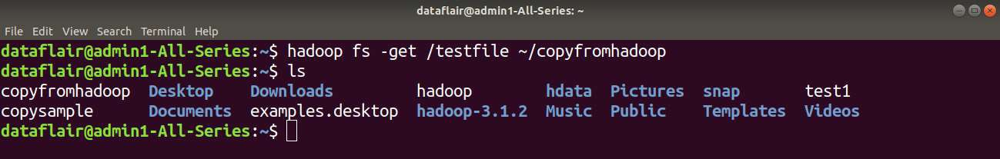 dataflair@admin1-All-Series: ~
File Edit View Search Terminal Help
dataflair@admin1-All-Series:~$ hadoop fs -get /testfile ~/copyfromhadoop
dataflair@admin1-All-Series:~$ ls
copyfromhadoop Desktop Downloads hadoop hdata Pictures snap test1
copysample Documents examples.desktop hadoop-3.1.2 Music Public Templates Videos
dataflair@admin1-All-Series:~$